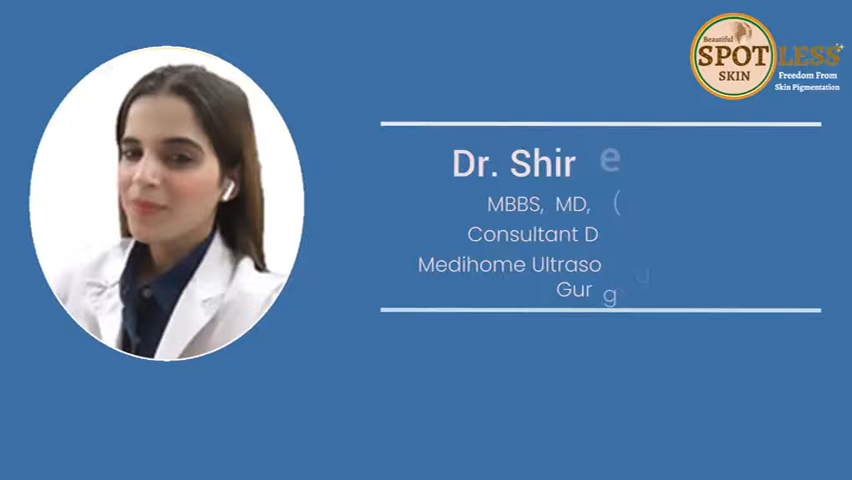 Beautiful
SPOTLESS
SKIN
Freedom From
Skin Pigmentation
Dr. Shir e
MBBS, MD, (
Consultant D
Medihome Ultraso u
Gur g